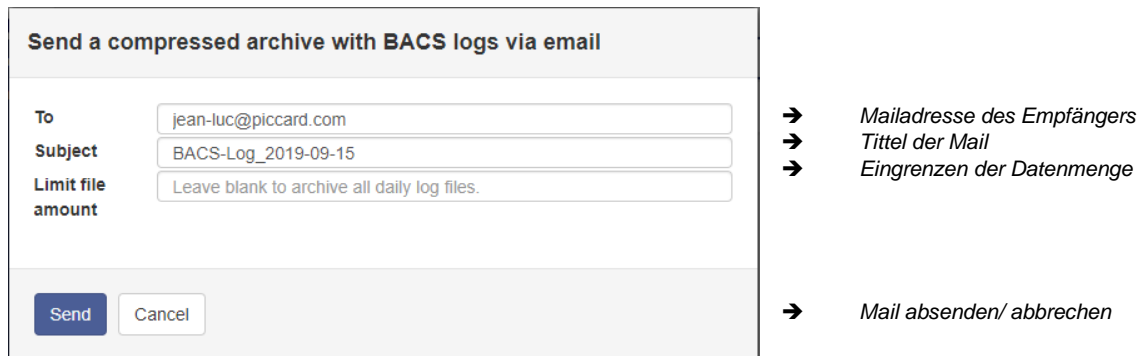 Send a compressed archive with BACS logs via email
To jean-luc@piccard.com ➔ Mailadresse des Empfängers
Subject BACS-Log_2019-09-15 ➔ Tittel der Mail
Limit file Leave blank to archive all daily log files. ➔ Eingrenzen der Datenmenge
amount
Send Cancel ➔ Mail absenden/ abbrechen